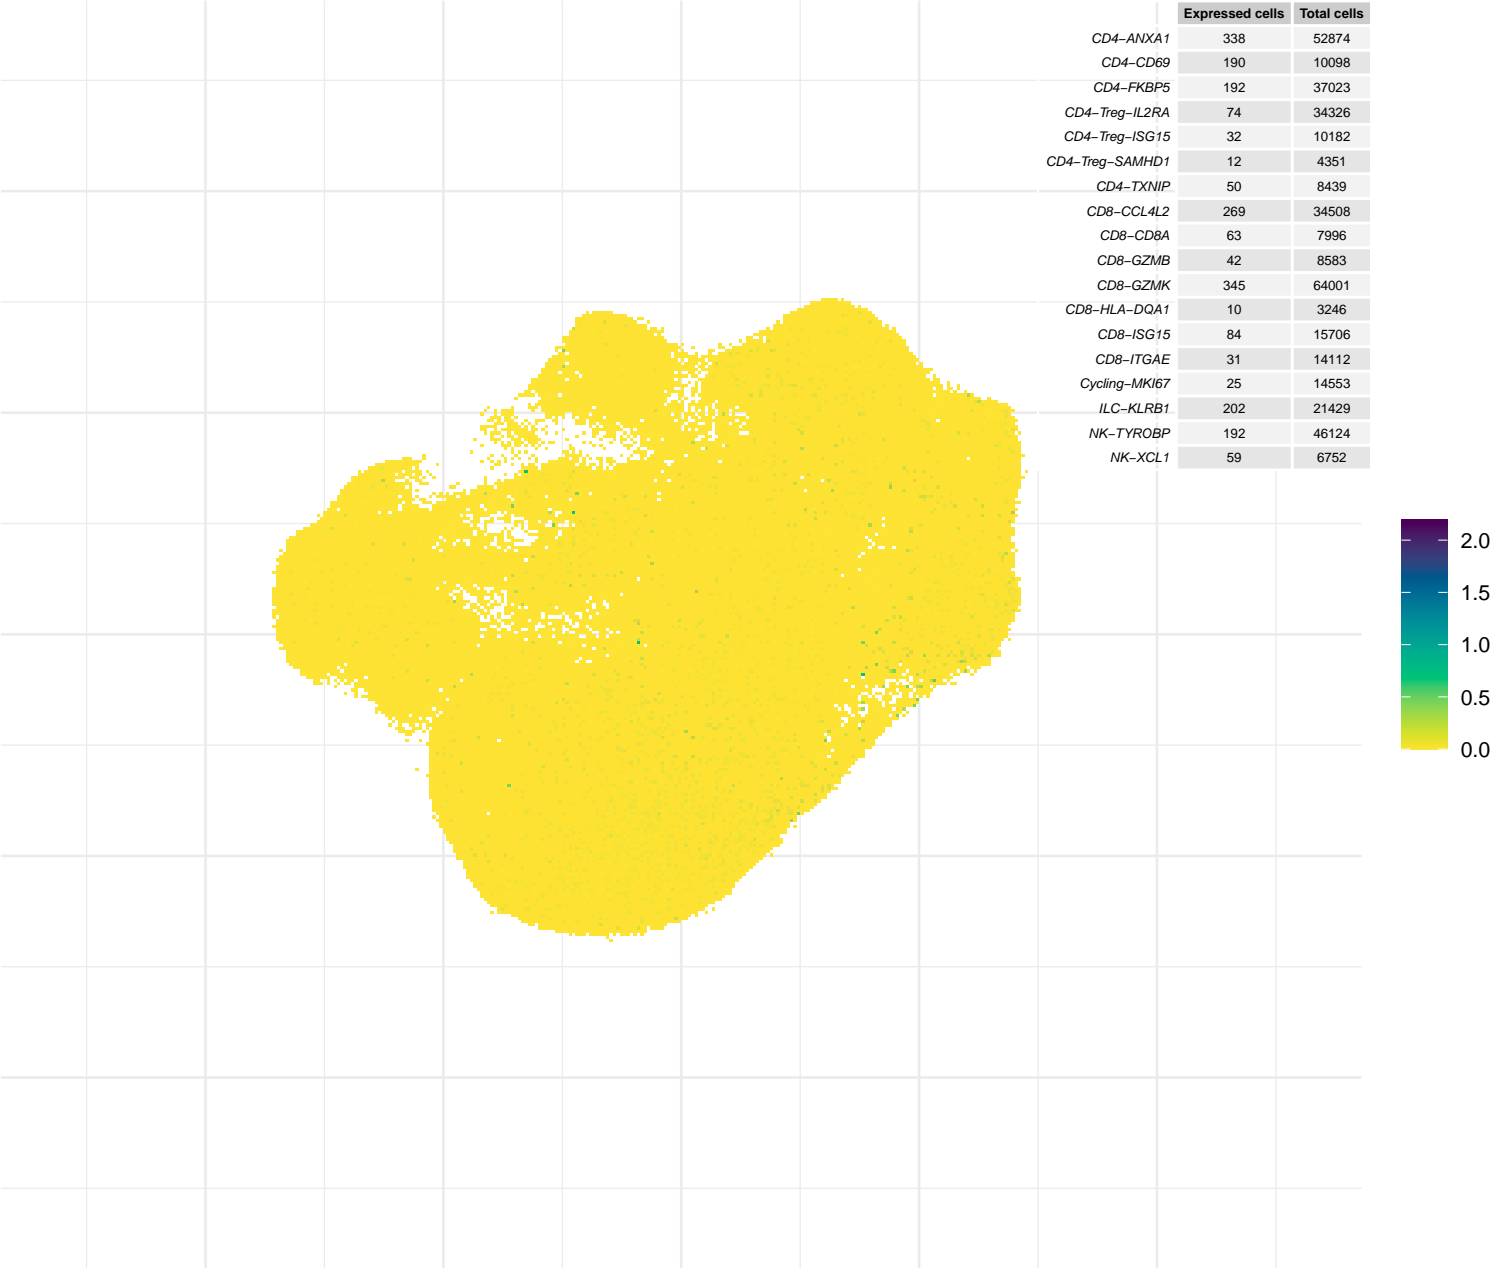 Expressed cells Total cells
CD4−ANXA1 338 52874
CD4−CD69 190 10098
CD4−FKBP5 192 37023
CD4−Treg−IL2RA 74 34326
CD4−Treg−ISG15 32 10182
CD4−Treg−SAMHD1 12 4351
CD4−TXNIP 50 8439
CD8−CCL4L2 269 34508
CD8−CD8A 63 7996
CD8−GZMB 42 8583
CD8−GZMK 345 64001
CD8−HLA−DQA1 10 3246
CD8−ISG15 84 15706
CD8−ITGAE 31 14112
Cycling−MKI67 25 14553
ILC−KLRB1 202 21429
NK−TYROBP 192 46124
NK−XCL1 59 6752
2.0
1.5
1.0
0.5
0.0